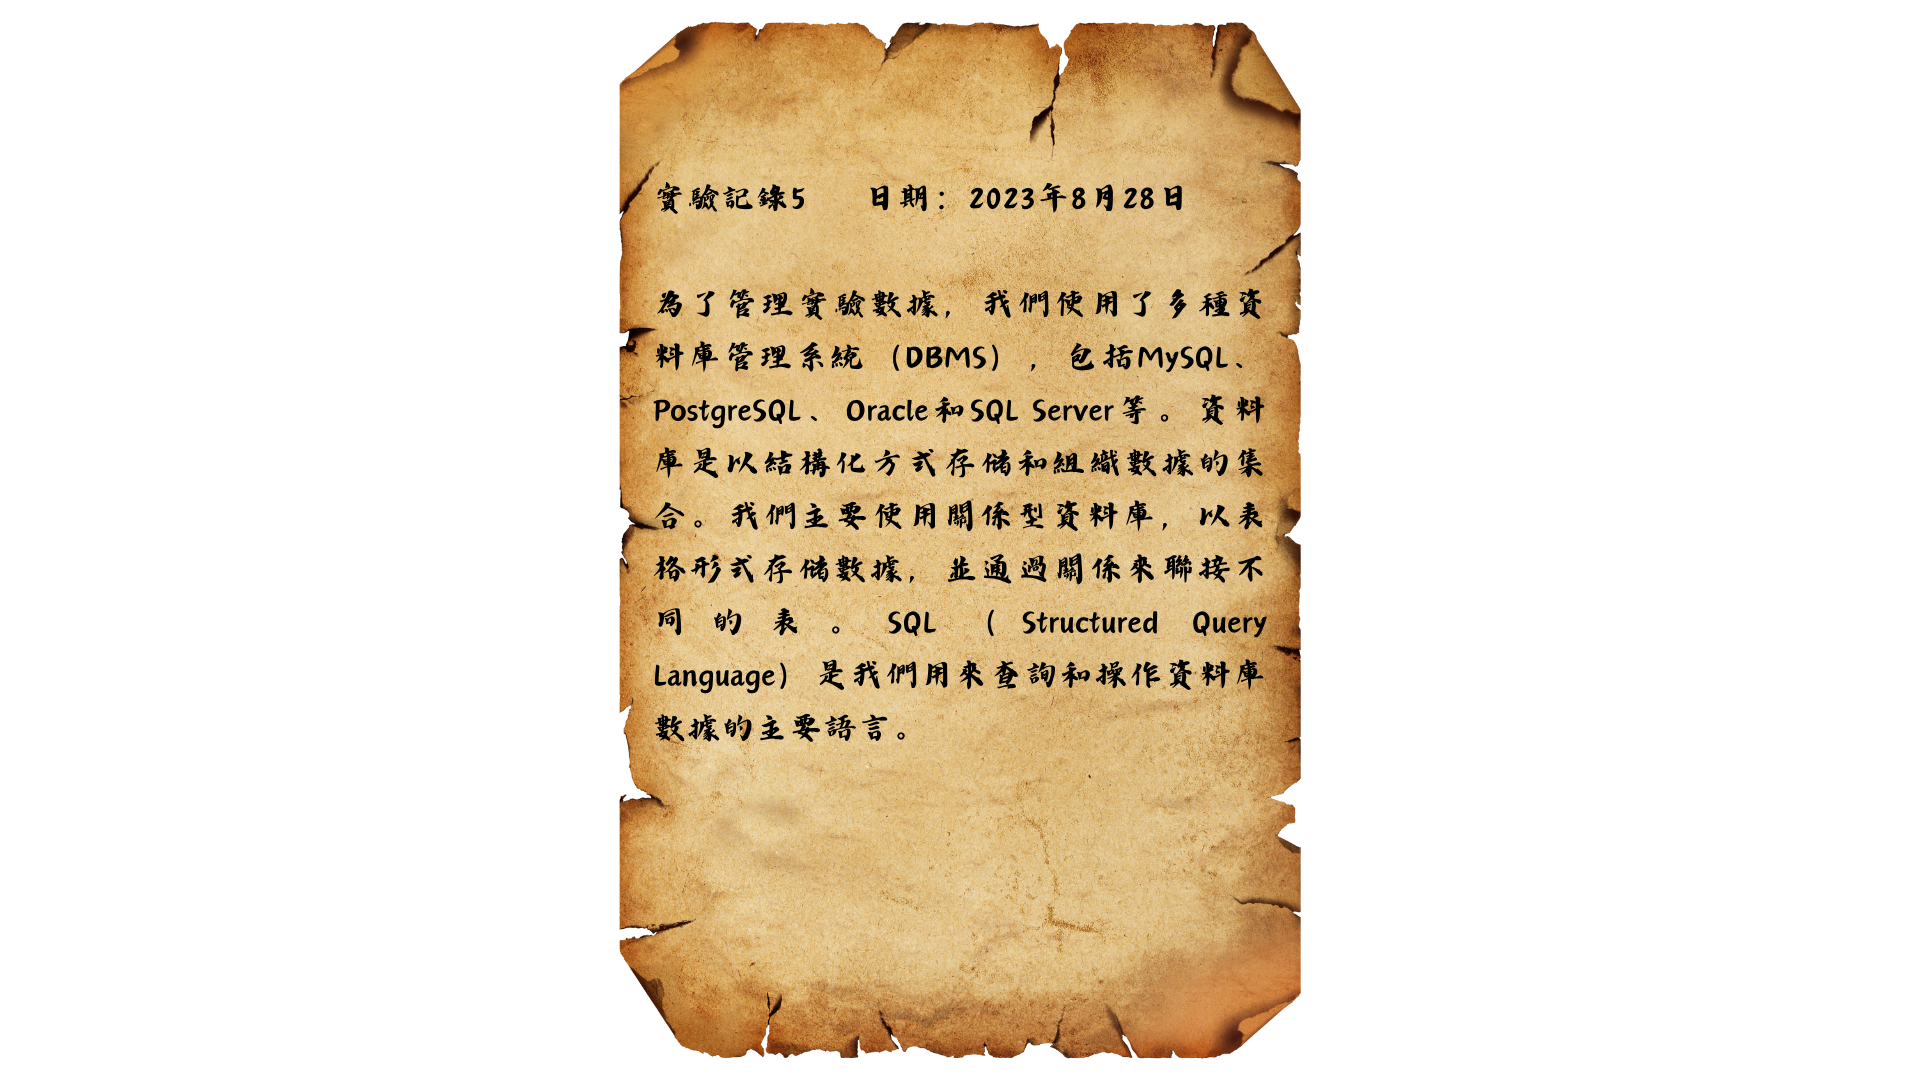 實驗記錄5 日期：2023年8月28日
為了管理實驗數據，我們使用了多種資
料庫管理系統（DBMS），包括MySQL、
PostgreSQL、Oracle和SQL Server等。資料
庫是以結構化方式存儲和組織數據的集
合。我們主要使用關係型資料庫，以表
格形式存儲數據，並通過關係來聯接不
同的表。SQL（Structured Query
Language）是我們用來查詢和操作資料庫
數據的主要語言。